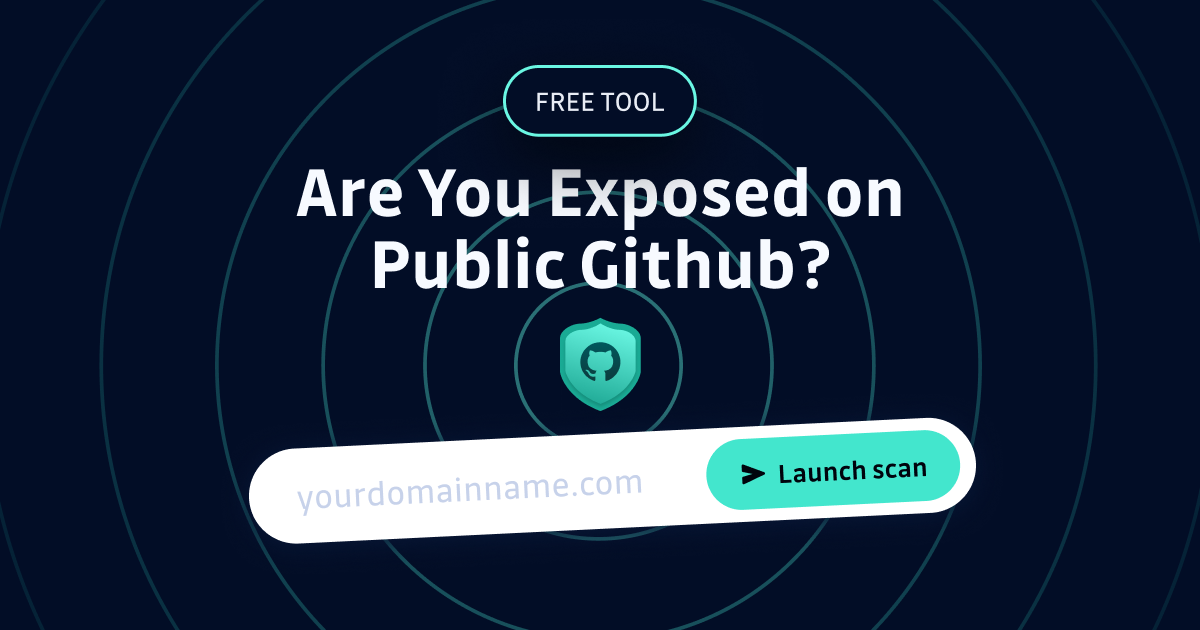 FREE TOOL
Are You Exposed on
Public Github?
yourdomainname.com
Launch scan